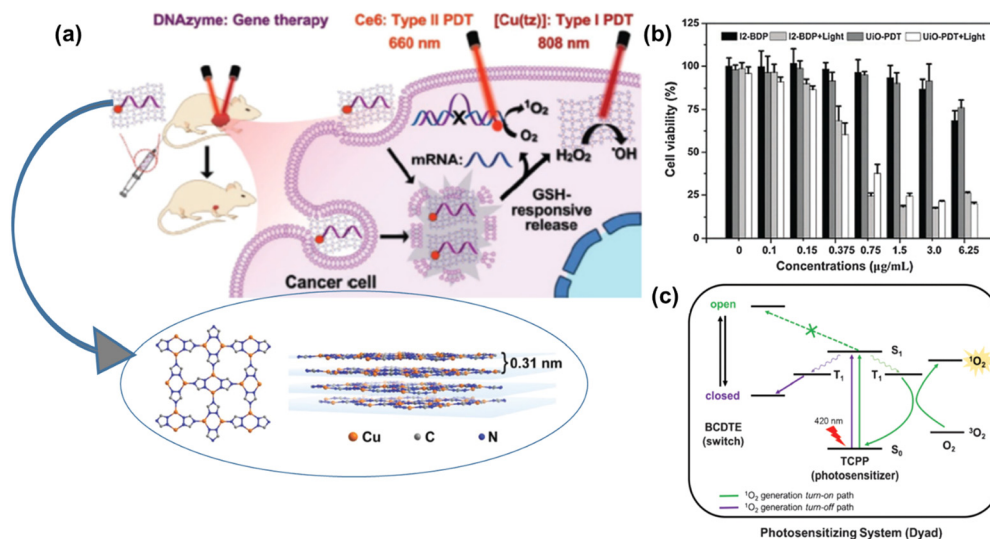 (a)
DNAzyme: Gene therapy
Ce6: Type II PDT
660 nm
[Cu(tz)]: Type I PDT
808 nm
¹O₂
O₂
X
mRNA:
H₂O₂
·OH
GSH-
responsive
release
Cancer cell
0.31 nm
Cu
C
N
(b)
I2-BDP
I2-BDP+Light
UiO-PDT
UiO-PDT+Light
Cell viability (%)
125
100
75
50
25
0
0 0.1 0.15 0.375 0.75 1.5 3.0 6.25
Concentrations (μg/mL)
(c)
open
closed
BCDTE
(switch)
S₁
T₁
T₁
420 nm
S₀
TCPP
(photosensitizer)
¹O₂
³O₂
O₂
¹O₂ generation turn-on path
¹O₂ generation turn-off path
Photosensitizing System (Dyad)